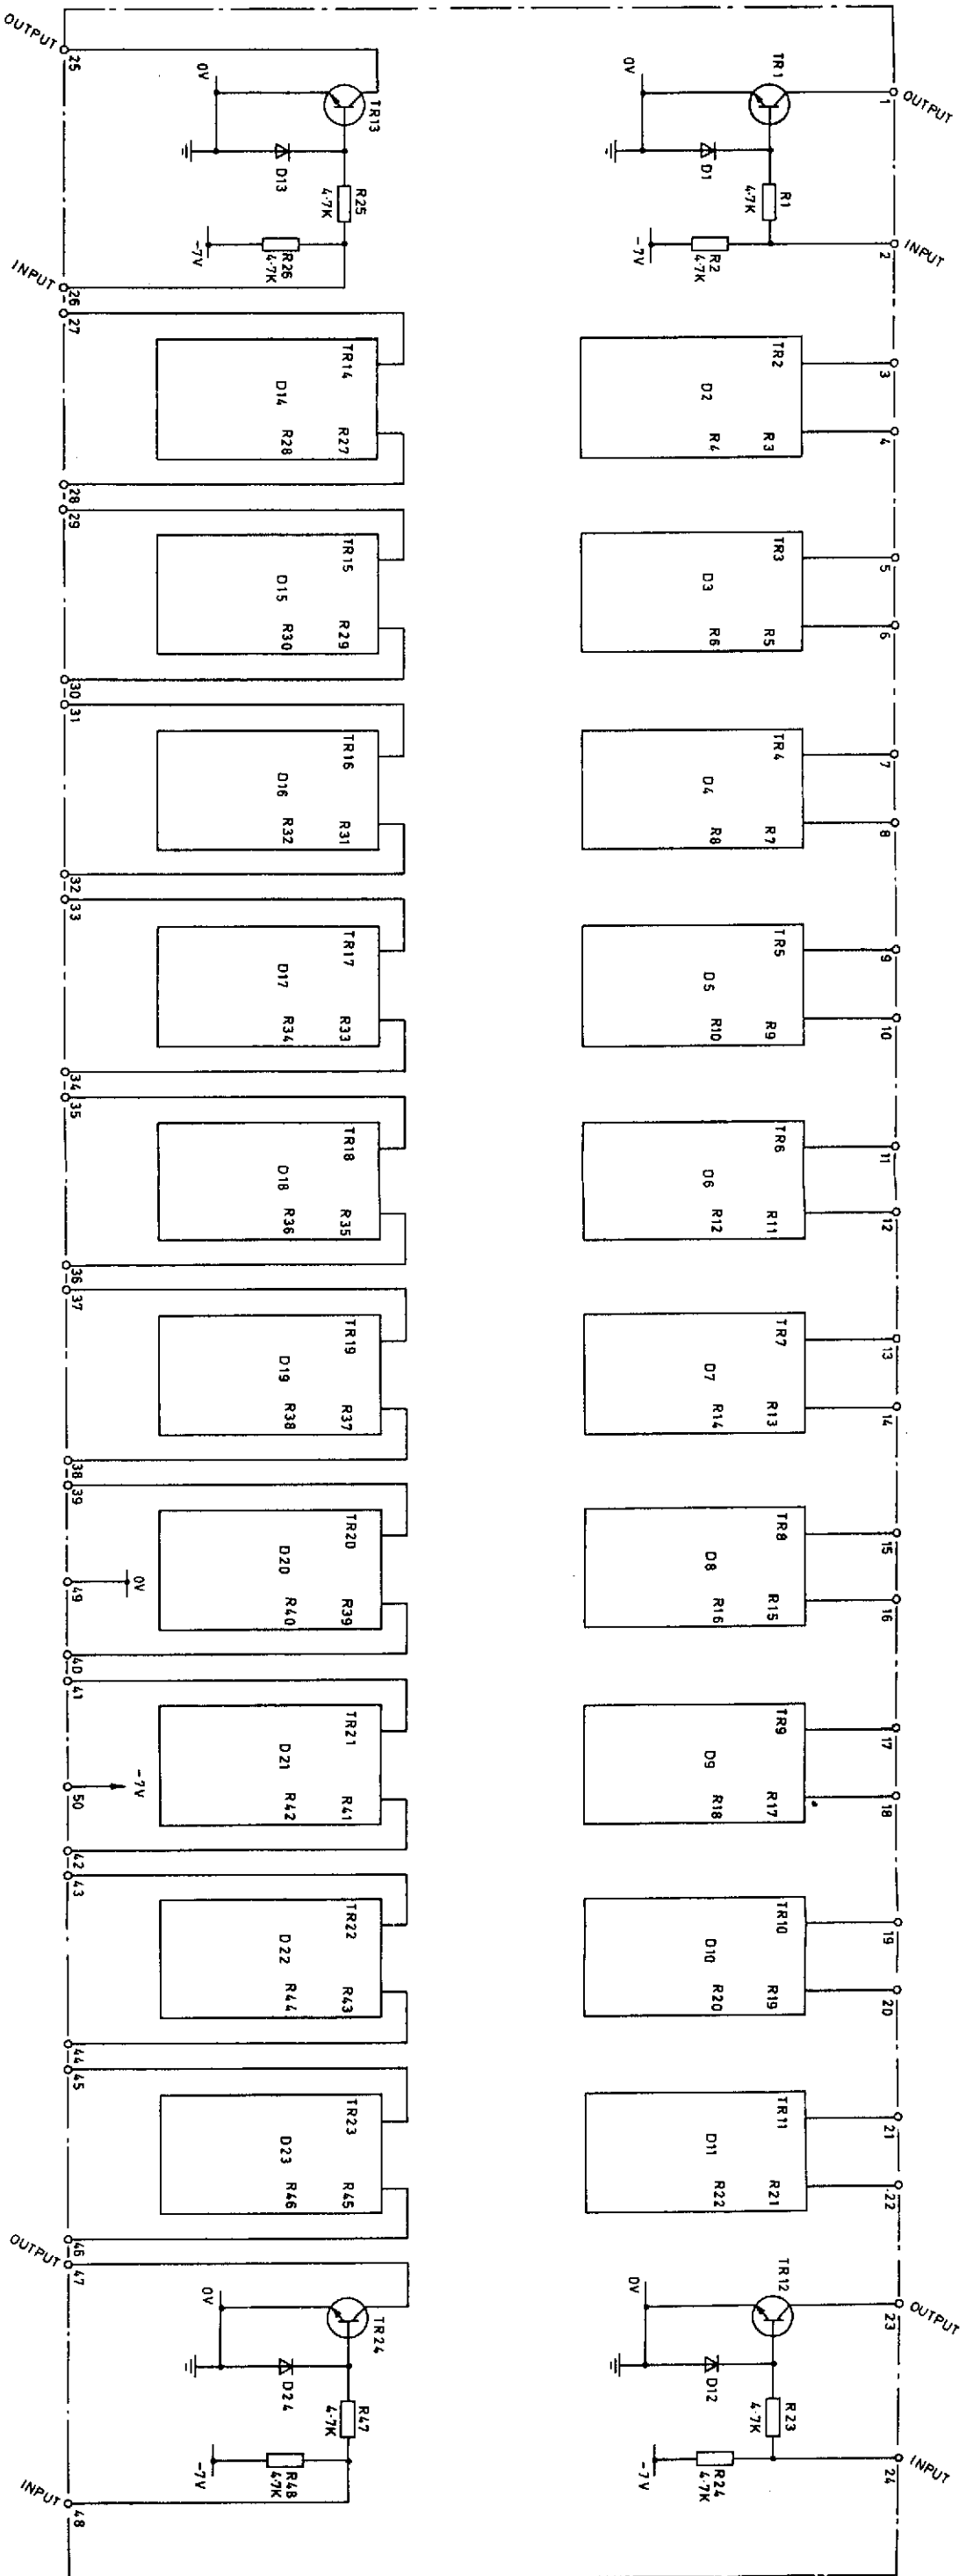 OUTPUT
1
TR1
0V
D1
R1
4·7K
INPUT
2
R2
4·7K
-7V
3
4
TR2
D2
R3
R4
5
6
TR3
D3
R5
R6
7
8
TR4
D4
R7
R8
9
10
TR5
D5
R9
R10
11
12
TR6
D6
R11
R12
13
14
TR7
D7
R13
R14
15
16
TR8
D8
R15
R16
17
18
TR9
D9
R17
R18
19
20
TR10
D10
R19
R20
21
22
TR11
D11
R21
R22
OUTPUT
23
TR12
0V
D12
R23
4·7K
INPUT
24
R24
4·7K
-7V
OUTPUT
25
TR13
0V
D13
R25
4·7K
R26
4·7K
-7V
INPUT
26
27
TR14
D14
R27
R28
28
29
TR15
D15
R29
R30
30
31
TR16
D16
R31
R32
32
33
TR17
D17
R33
R34
34
35
TR18
D18
R35
R36
36
37
TR19
D19
R37
R38
38
39
TR20
D20
R39
R40
49
0V
40
41
TR21
D21
R41
R42
50
-7V
42
43
TR22
D22
R43
R44
44
45
TR23
D23
R45
R46
46
OUTPUT
47
TR24
0V
D24
R47
4·7K
R48
4·7K
-7V
INPUT
48